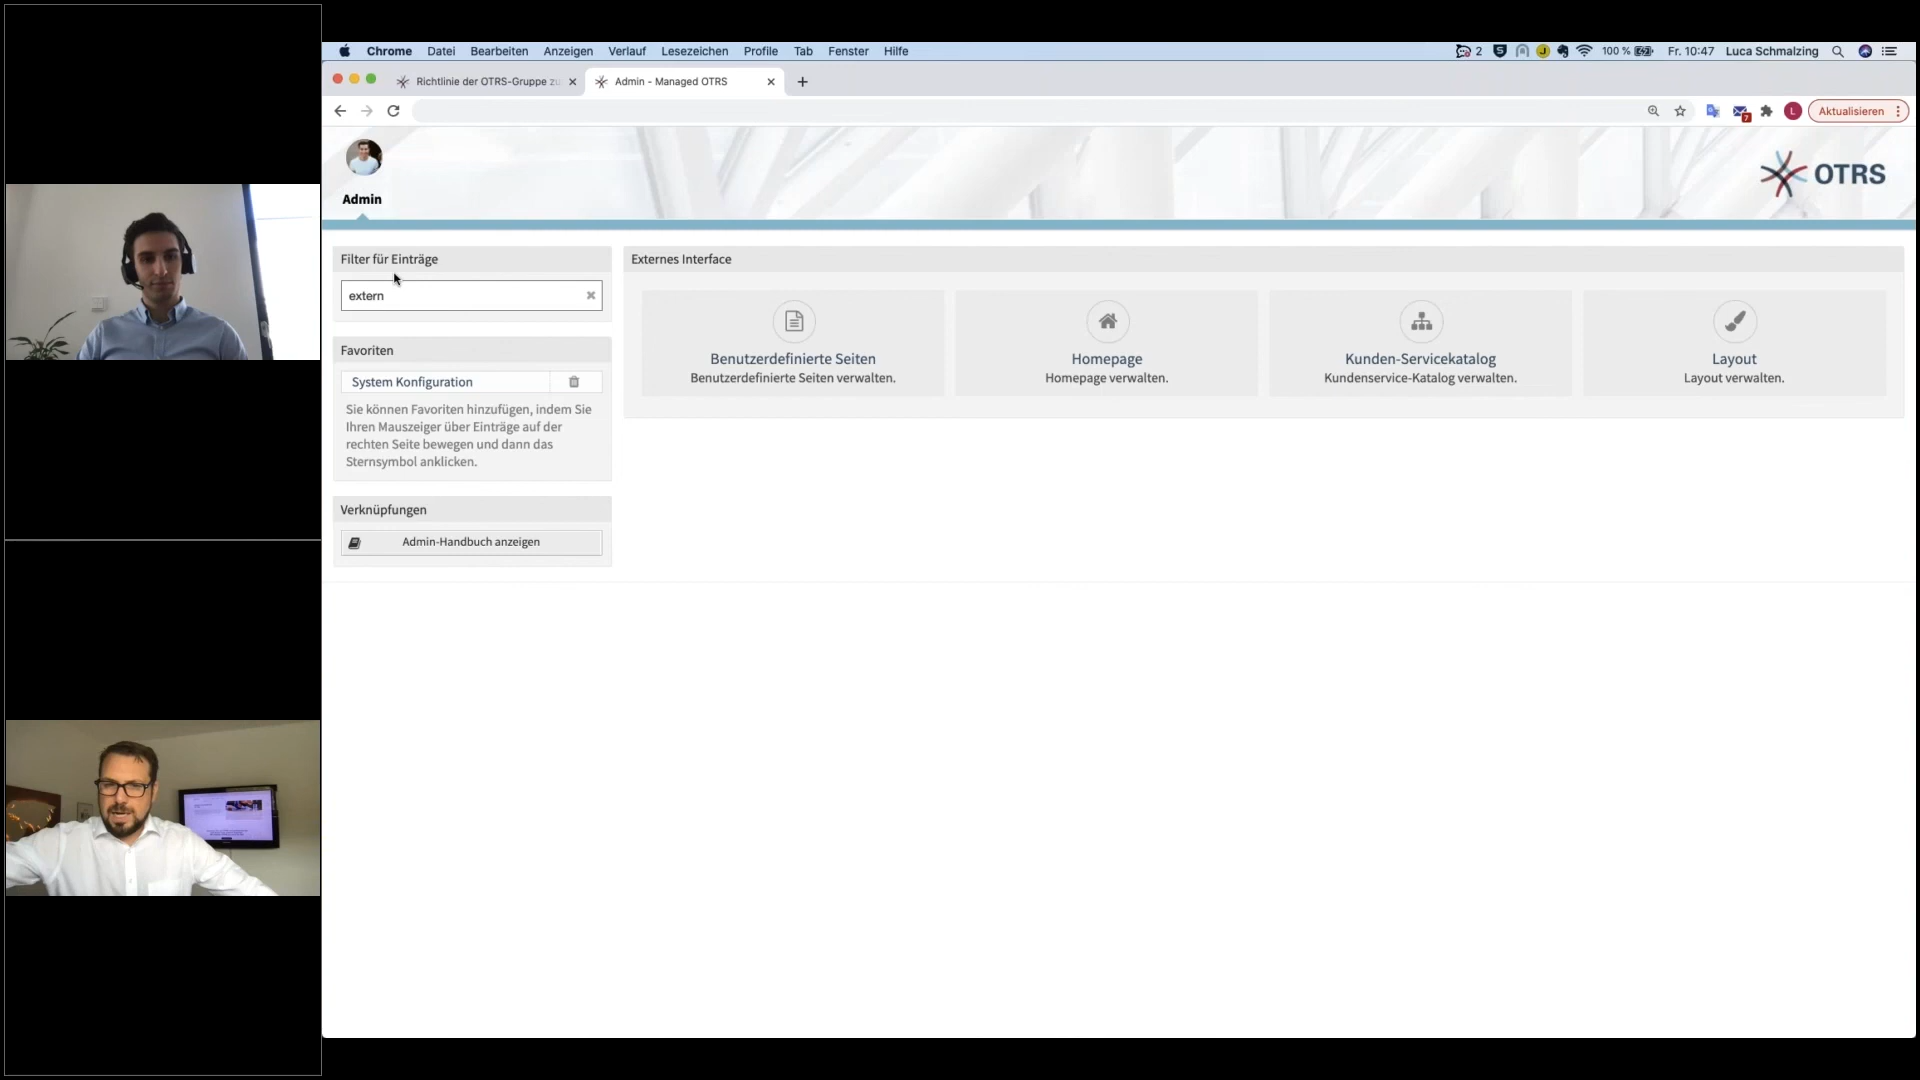 Chrome Datei Bearbeiten Anzeigen Verlauf Lesezeichen Profile Tab Fenster Hilfe
2 J 100 % Fr. 10:47 Luca Schmalzing
Richtlinie der OTRS-Gruppe zu
Admin - Managed OTRS
7 L Aktualisieren
OTRS
Admin
Filter für Einträge
extern
Favoriten
System Konfiguration
Sie können Favoriten hinzufügen, indem Sie
Ihren Mauszeiger über Einträge auf der
rechten Seite bewegen und dann das
Sternsymbol anklicken.
Verknüpfungen
Admin-Handbuch anzeigen
Externes Interface
Benutzerdefinierte Seiten
Benutzerdefinierte Seiten verwalten.
Homepage
Homepage verwalten.
Kunden-Servicekatalog
Kundenservice-Katalog verwalten.
Layout
Layout verwalten.